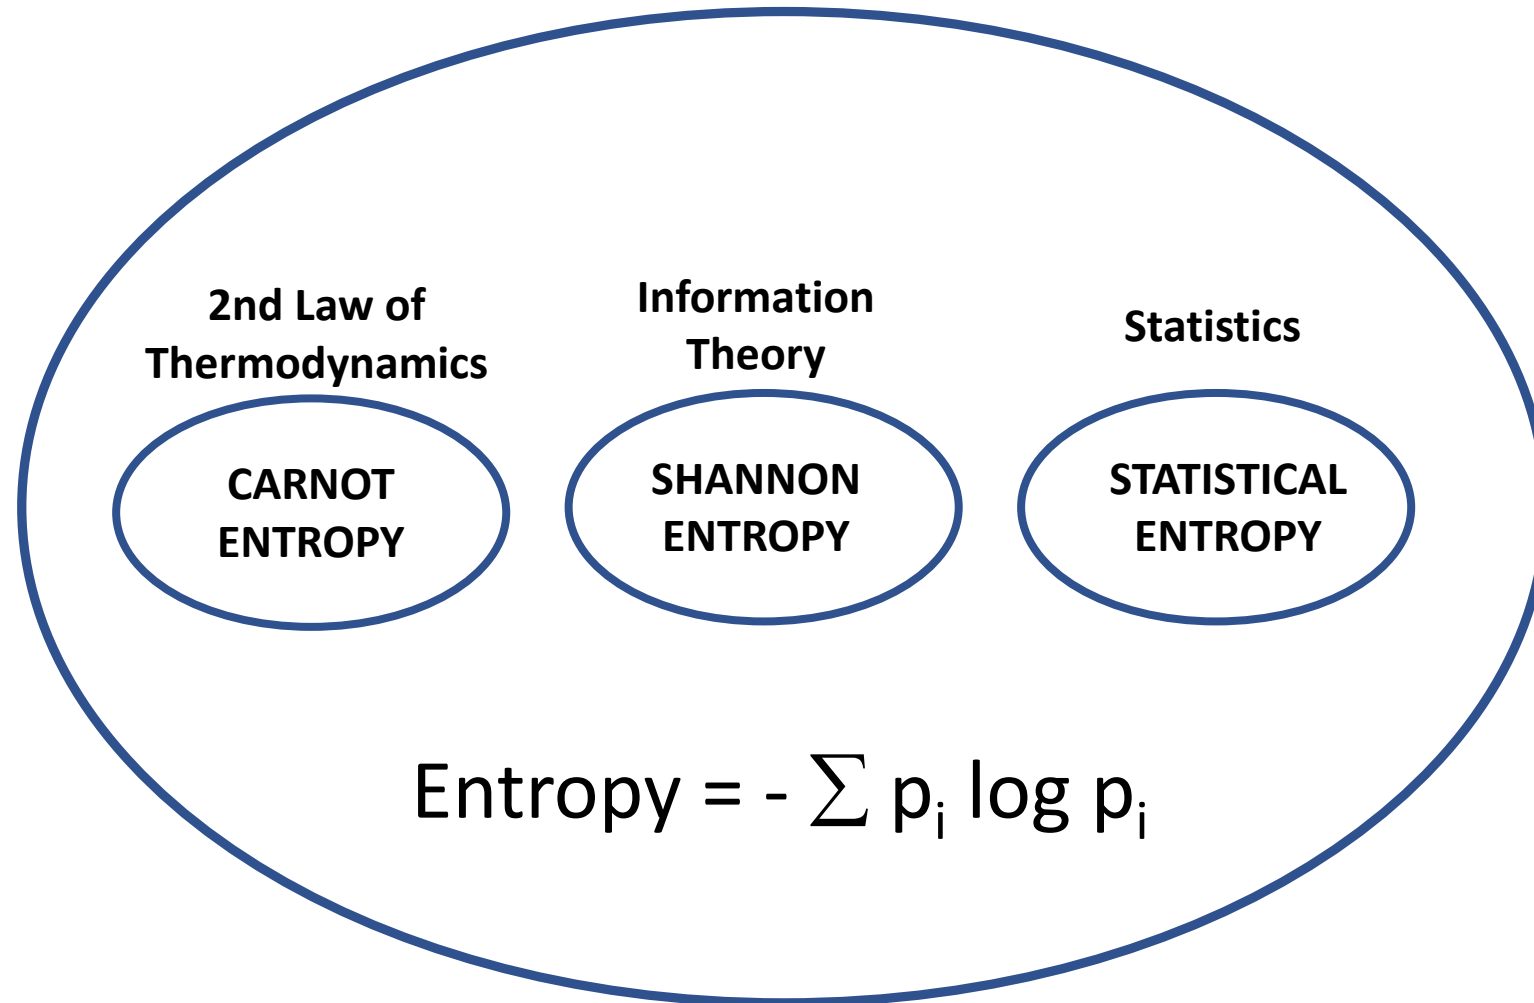 2nd Law of
Thermodynamics
CARNOT
ENTROPY
Information
Theory
SHANNON
ENTROPY
Statistics
STATISTICAL
ENTROPY
Entropy = - ∑ pᵢ log pᵢ